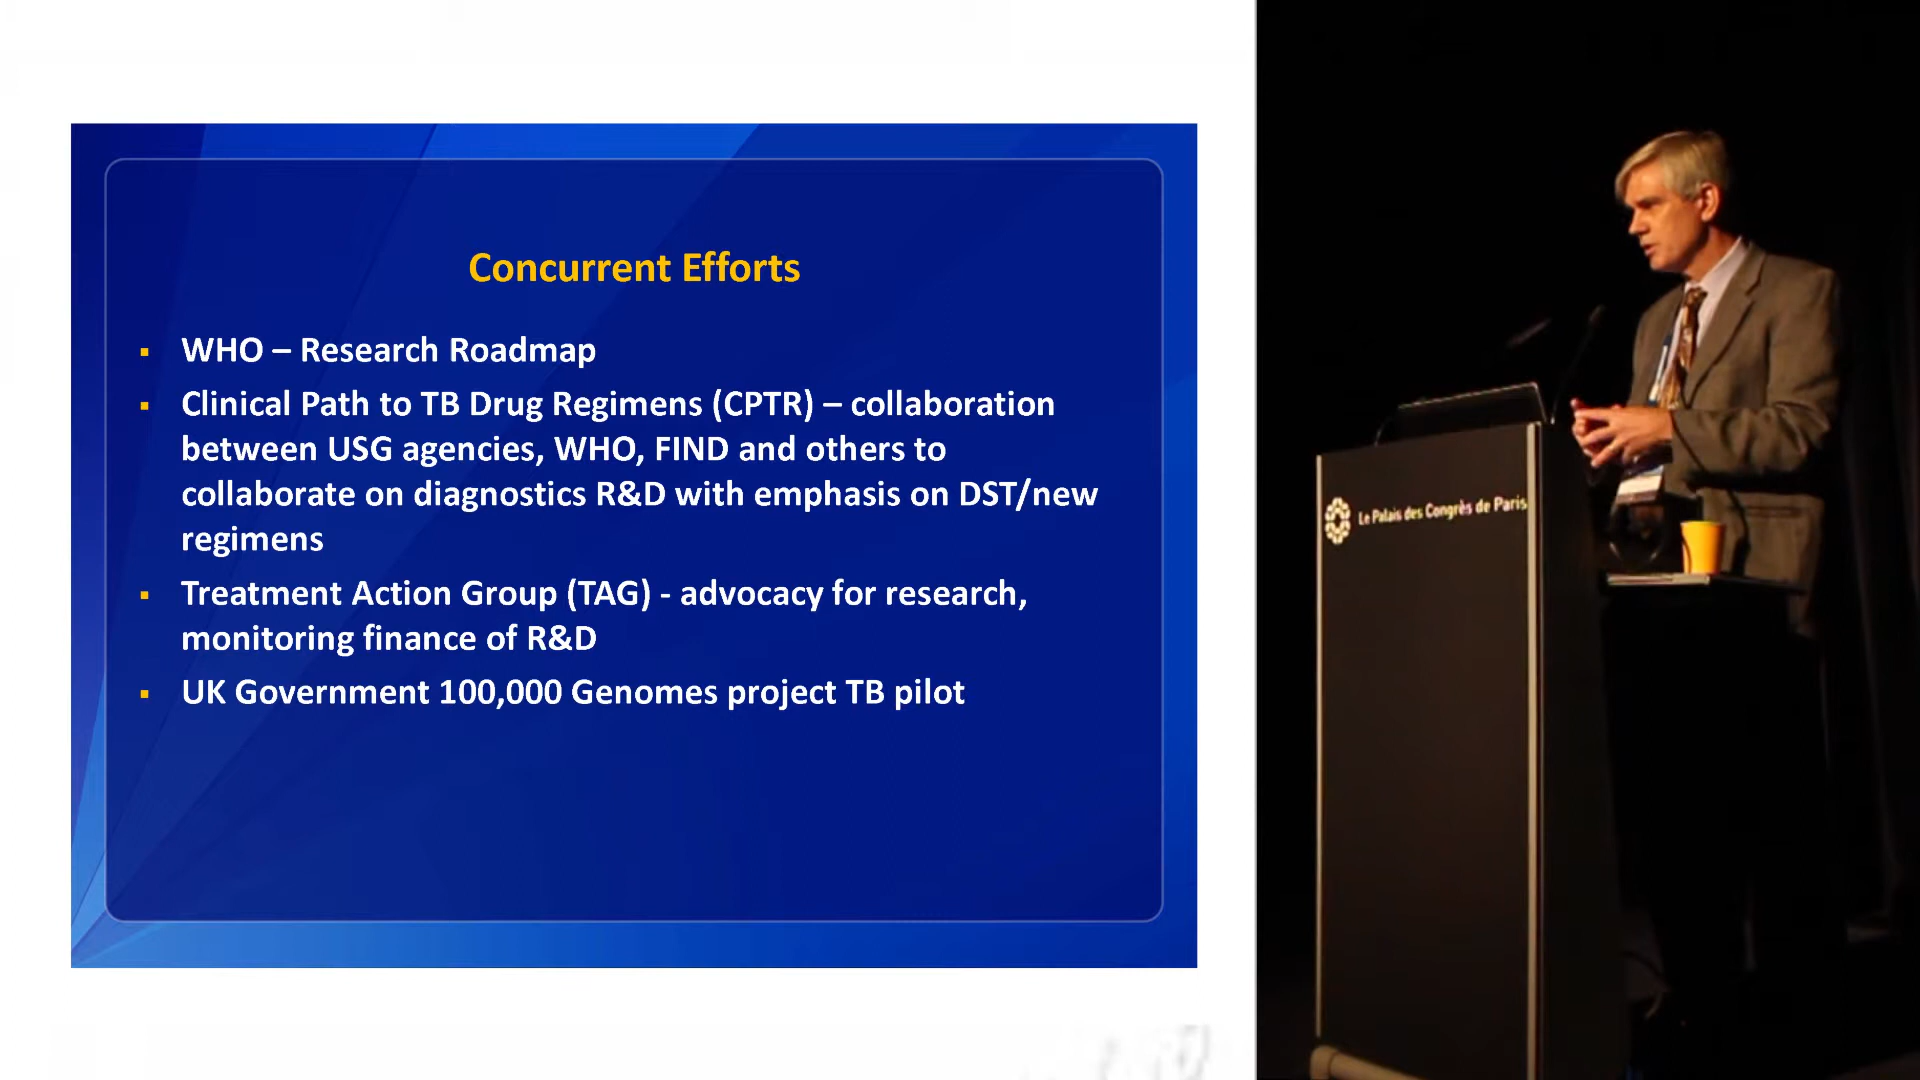 Concurrent Efforts
▪ WHO – Research Roadmap
▪ Clinical Path to TB Drug Regimens (CPTR) – collaboration
between USG agencies, WHO, FIND and others to
collaborate on diagnostics R&D with emphasis on DST/new
regimens
▪ Treatment Action Group (TAG) - advocacy for research,
monitoring finance of R&D
▪ UK Government 100,000 Genomes project TB pilot
Le Palais des Congrès de Paris